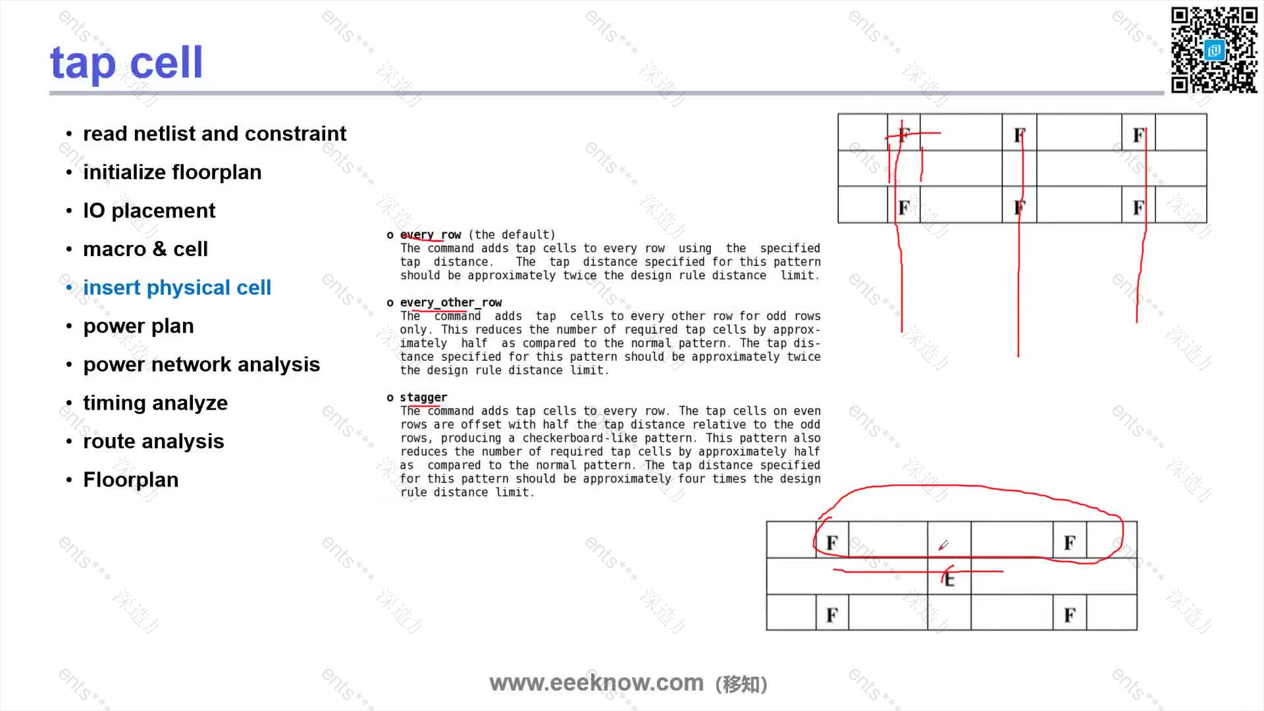 tap cell
• read netlist and constraint
• initialize floorplan
• IO placement
• macro & cell
• insert physical cell
• power plan
• power network analysis
• timing analyze
• route analysis
• Floorplan
o every_row (the default)
The command adds tap cells to every row using the specified
tap distance. The tap distance specified for this pattern
should be approximately twice the design rule distance limit.
o every_other_row
The command adds tap cells to every other row for odd rows
only. This reduces the number of required tap cells by approx-
imately half as compared to the normal pattern. The tap dis-
tance specified for this pattern should be approximately twice
the design rule distance limit.
o stagger
The command adds tap cells to every row. The tap cells on even
rows are offset with half the tap distance relative to the odd
rows, producing a checkerboard-like pattern. This pattern also
reduces the number of required tap cells by approximately half
as compared to the normal pattern. The tap distance specified
for this pattern should be approximately four times the design
rule distance limit.
F F F
F F F
F F
F
F F
www.eeeknow.com（移知）
ents***
深造力